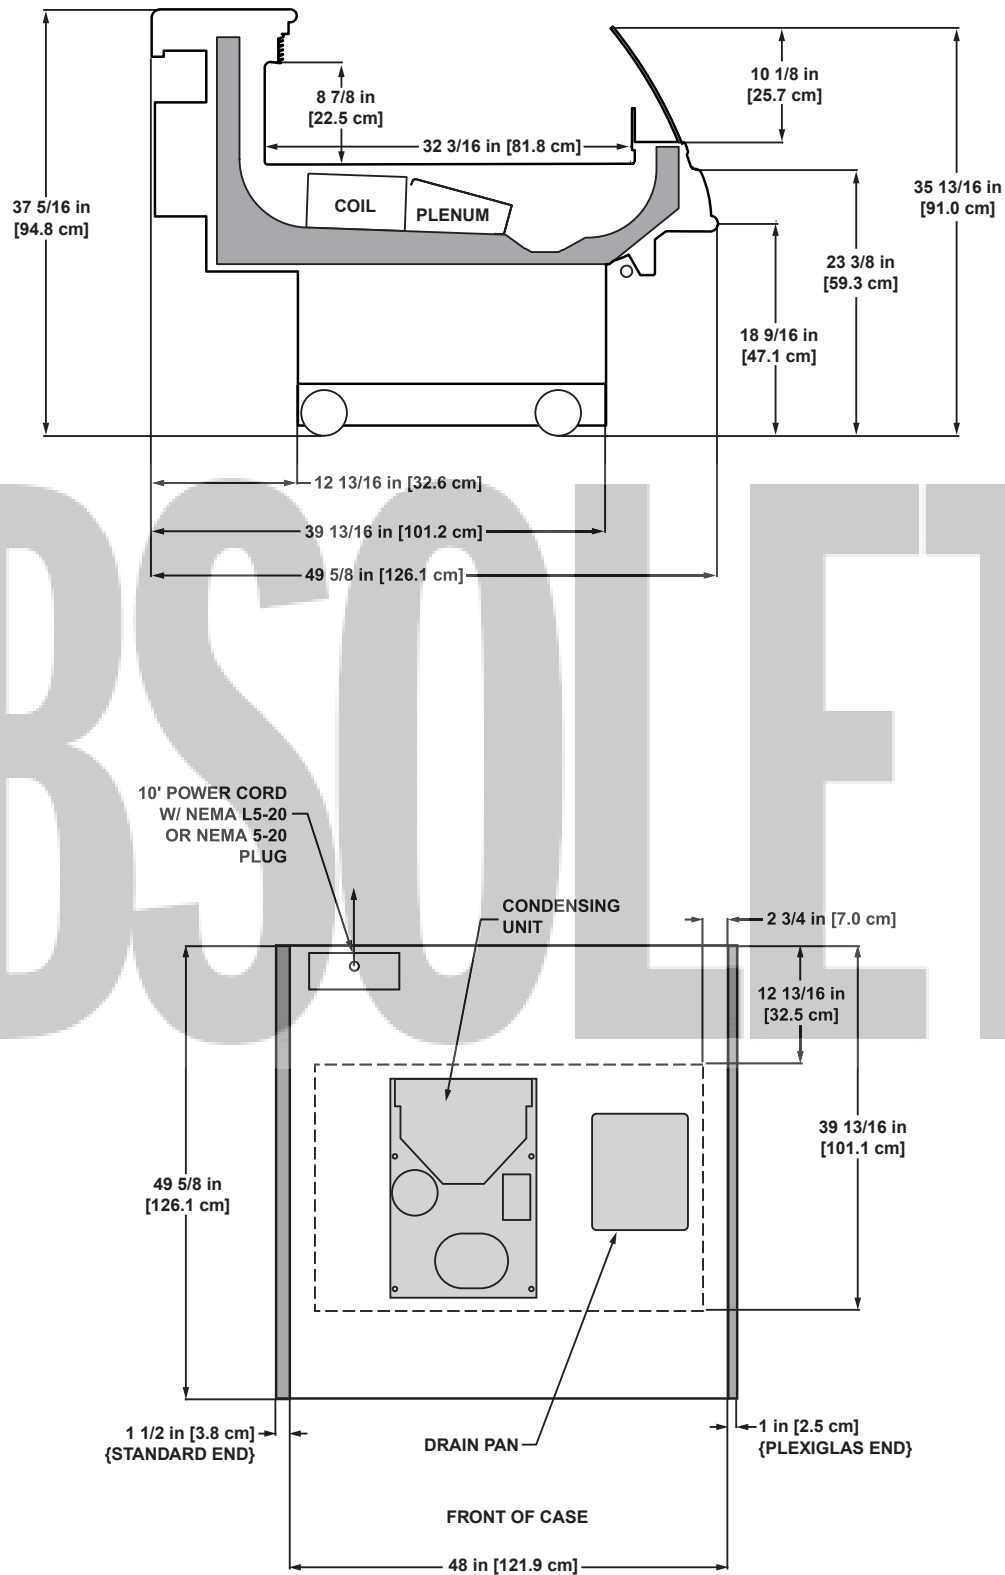 10 1/8 in
[25.7 cm]
8 7/8 in
[22.5 cm]
32 3/16 in [81.8 cm]
37 5/16 in
[94.8 cm]
35 13/16 in
[91.0 cm]
COIL
PLENUM
23 3/8 in
[59.3 cm]
18 9/16 in
[47.1 cm]
12 13/16 in [32.6 cm]
39 13/16 in [101.2 cm]
49 5/8 in [126.1 cm]
BSOLET
10' POWER CORD
W/ NEMA L5-20
OR NEMA 5-20
PLUG
CONDENSING
UNIT
2 3/4 in [7.0 cm]
12 13/16 in
[32.5 cm]
39 13/16 in
[101.1 cm]
49 5/8 in
[126.1 cm]
1 1/2 in [3.8 cm]
{STANDARD END}
DRAIN PAN
1 in [2.5 cm]
{PLEXIGLAS END}
FRONT OF CASE
48 in [121.9 cm]